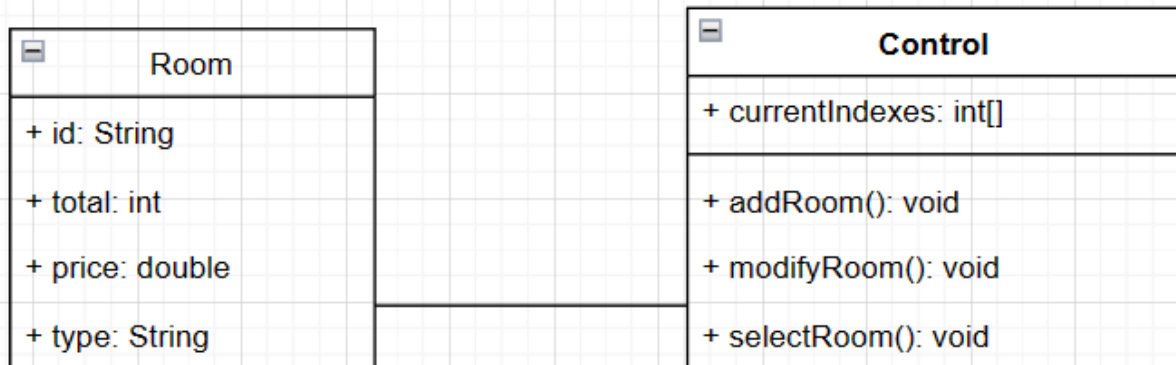 Room
+ id: String
+ total: int
+ price: double
+ type: String
Control
+ currentIndexes: int[]
+ addRoom(): void
+ modifyRoom(): void
+ selectRoom(): void